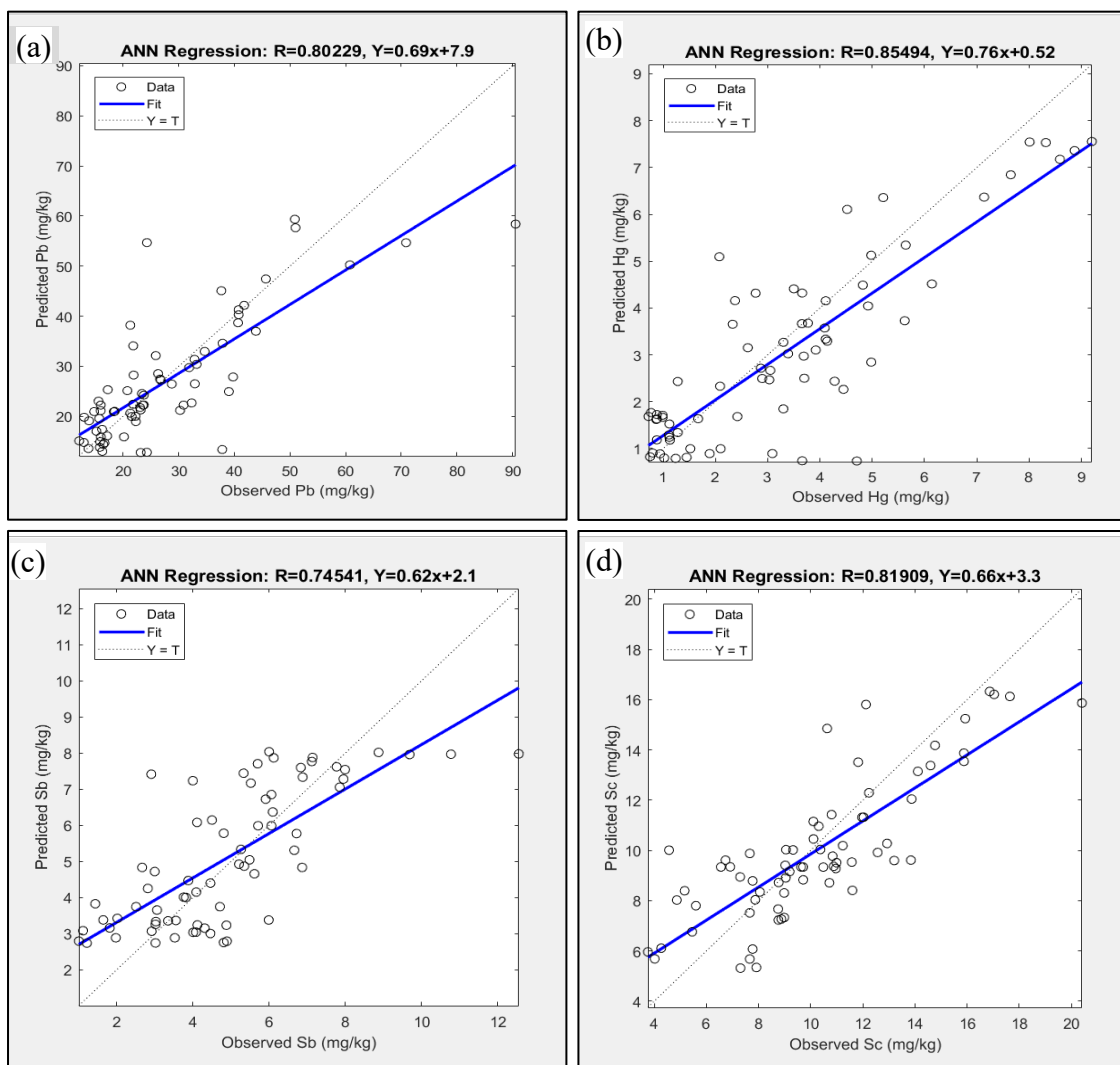 (a)
ANN Regression: R=0.80229, Y=0.69x+7.9
Data
Fit
Y = T
90
80
70
60
50
40
30
20
Predicted Pb (mg/kg)
20 30 40 50 60 70 80 90
Observed Pb (mg/kg)
(b)
ANN Regression: R=0.85494, Y=0.76x+0.52
Data
Fit
Y = T
9
8
7
6
5
4
3
2
1
Predicted Hg (mg/kg)
1 2 3 4 5 6 7 8 9
Observed Hg (mg/kg)
(c)
ANN Regression: R=0.74541, Y=0.62x+2.1
Data
Fit
Y = T
12
11
10
9
8
7
6
5
4
3
2
Predicted Sb (mg/kg)
2 4 6 8 10 12
Observed Sb (mg/kg)
(d)
ANN Regression: R=0.81909, Y=0.66x+3.3
Data
Fit
Y = T
20
18
16
14
12
10
8
6
4
Predicted Sc (mg/kg)
4 6 8 10 12 14 16 18 20
Observed Sc (mg/kg)